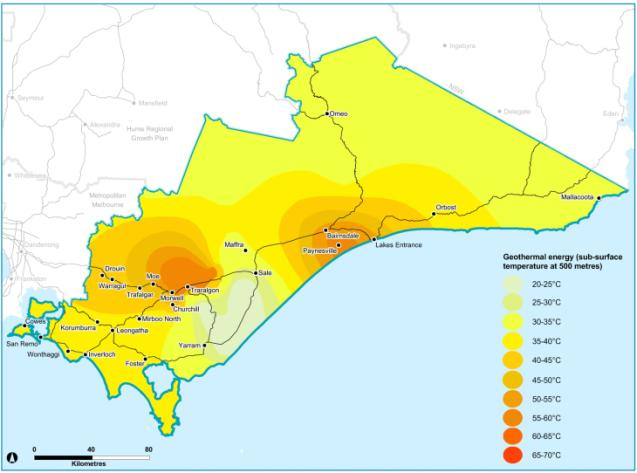 Ingabyra
NSW
Seymour
Mansfield
Delegate
Eden
Omeo
Alexandra
Hume Regional
Growth Plan
Metropolitan
Melbourne
Mallacoota
Orbost
Bairnsdale
Maffra
Paynesville
Lakes Entrance
Dandenong
Drouin
Moe
Sale
Warragul
Trafalgar
Traralgon
Morwell
Churchill
Cowes
Korumburra
Mirboo North
Leongatha
San Remo
Yarram
Wonthaggi
Inverloch
Foster
Geothermal energy (sub-surface
temperature at 500 metres)
20-25°C
25-30°C
30-35°C
35-40°C
40-45°C
45-50°C
50-55°C
55-60°C
60-65°C
65-70°C
0 40 80
Kilometres